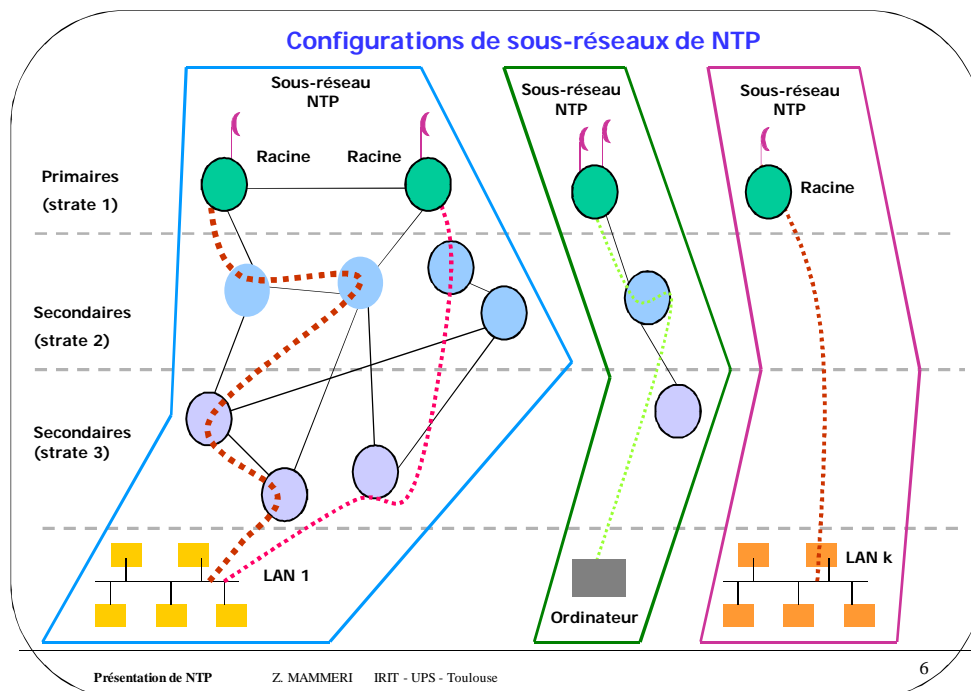 Configurations de sous-réseaux de NTP
Sous-réseau
NTP
Sous-réseau
NTP
Sous-réseau
NTP
Racine
Racine
Primaires
(strate 1)
Racine
Secondaires
(strate 2)
Secondaires
(strate 3)
LAN 1
Ordinateur
LAN k
Présentation de NTP
Z. MAMMERI
IRIT - UPS - Toulouse
6